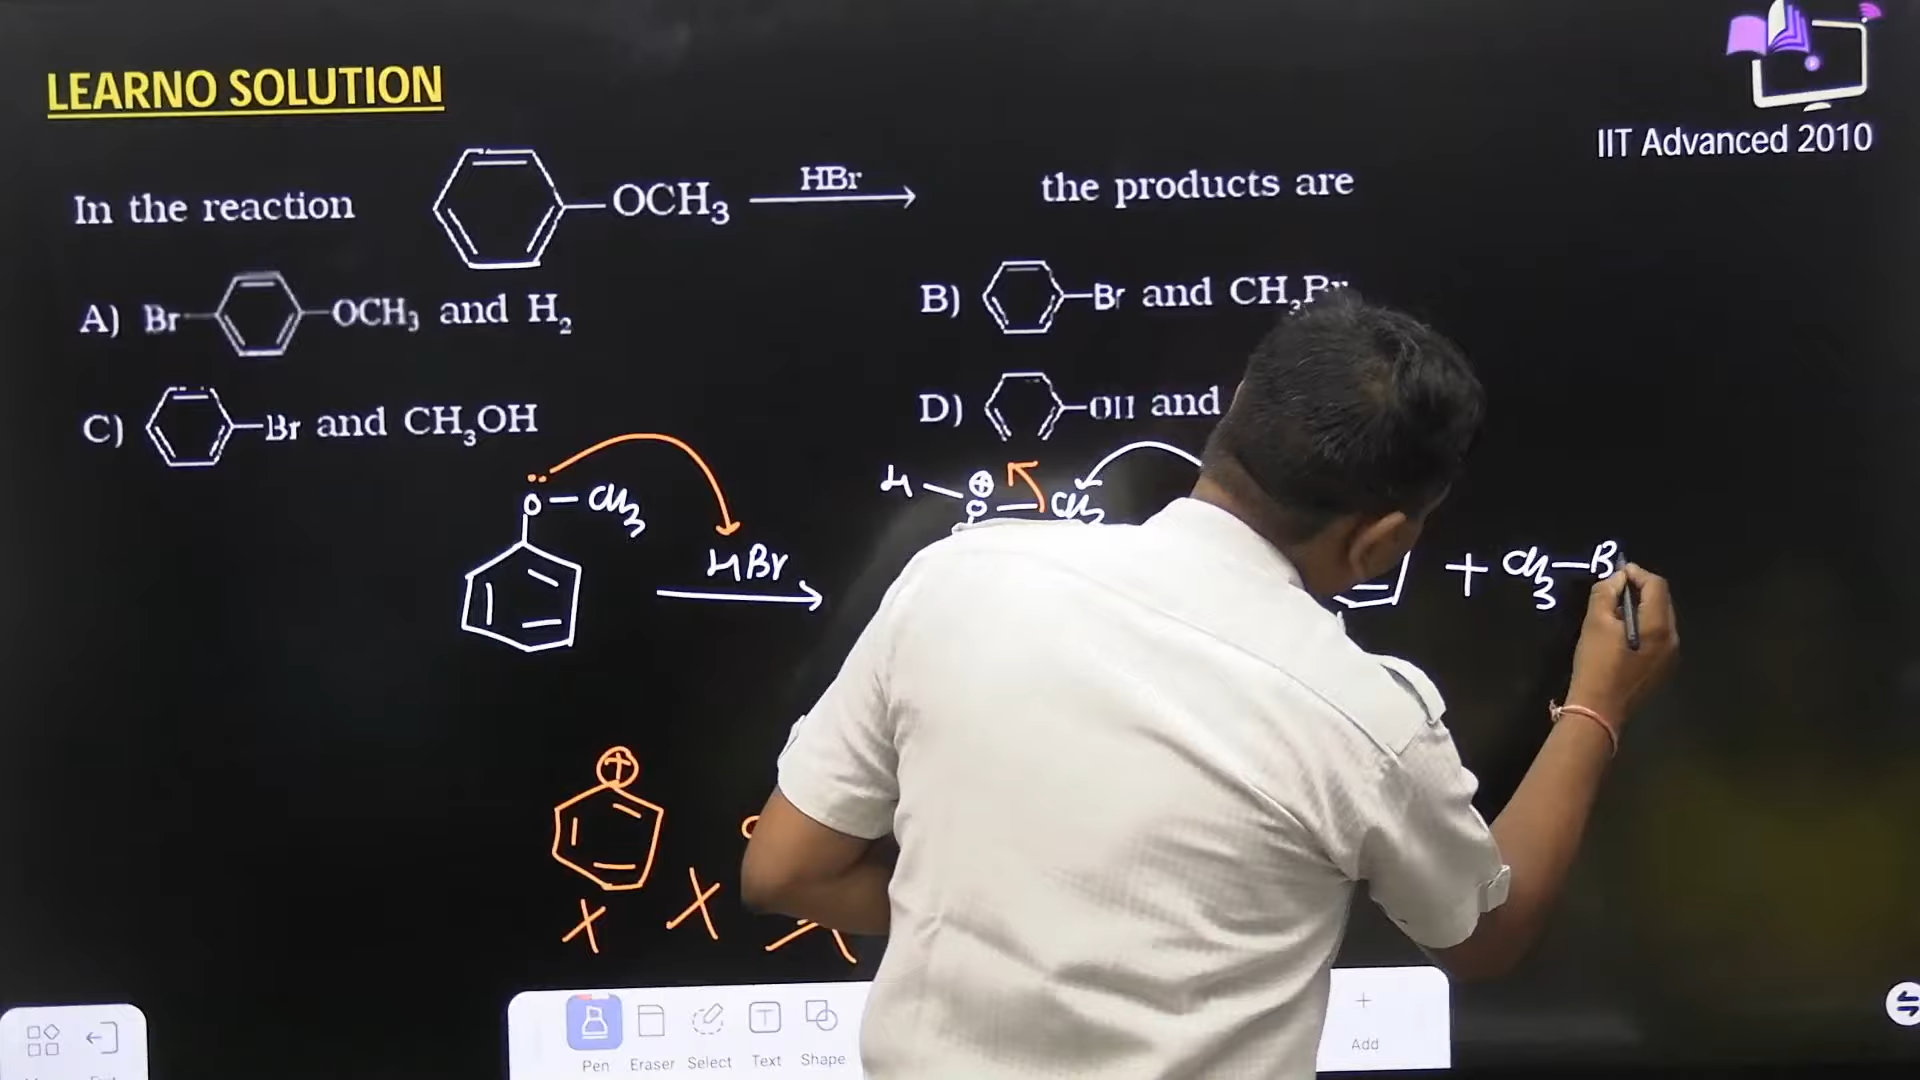 LEARNO SOLUTION
IIT Advanced 2010
In the reaction OCH3 HBr the products are
A) Br OCH3 and H2
B) Br and CH3Br
C) Br and CH3OH
D) OH and
O – CH3
HBr
H – O – CH3
⊕
+ CH3 – B
⊕
X X
Pen Eraser Select Text Shape Add